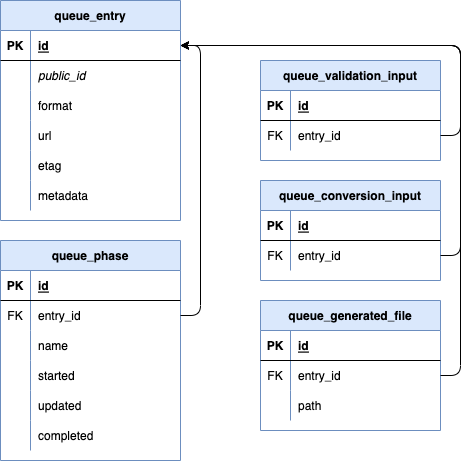 queue_entry
PK id
public_id
format
url
etag
metadata
queue_phase
PK id
FK entry_id
name
started
updated
completed
queue_validation_input
PK id
FK entry_id
queue_conversion_input
PK id
FK entry_id
queue_generated_file
PK id
FK entry_id
path